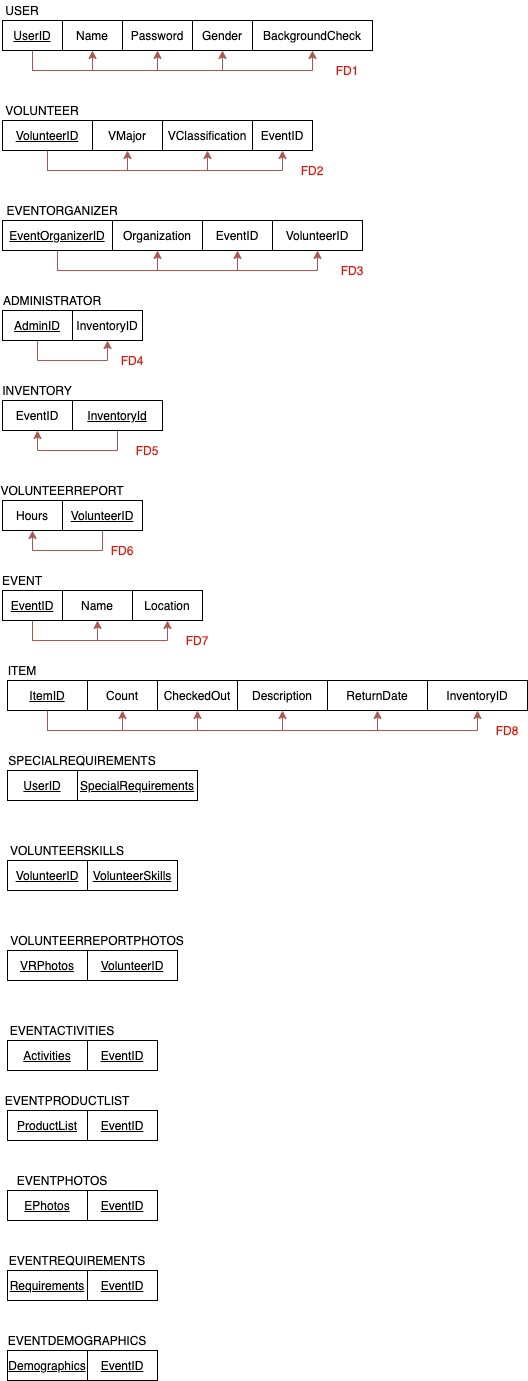 USER
UserID Name Password Gender BackgroundCheck
FD1
VOLUNTEER
VolunteerID VMajor VClassification EventID
FD2
EVENTORGANIZER
EventOrganizerID Organization EventID VolunteerID
FD3
ADMINISTRATOR
AdminID InventoryID
FD4
INVENTORY
EventID InventoryId
FD5
VOLUNTEERREPORT
Hours VolunteerID
FD6
EVENT
EventID Name Location
FD7
ITEM
ItemID Count CheckedOut Description ReturnDate InventoryID
FD8
SPECIALREQUIREMENTS
UserID SpecialRequirements
VOLUNTEERSKILLS
VolunteerID VolunteerSkills
VOLUNTEERREPORTPHOTOS
VRPhotos VolunteerID
EVENTACTIVITIES
Activities EventID
EVENTPRODUCTLIST
ProductList EventID
EVENTPHOTOS
EPhotos EventID
EVENTREQUIREMENTS
Requirements EventID
EVENTDEMOGRAPHICS
Demographics EventID